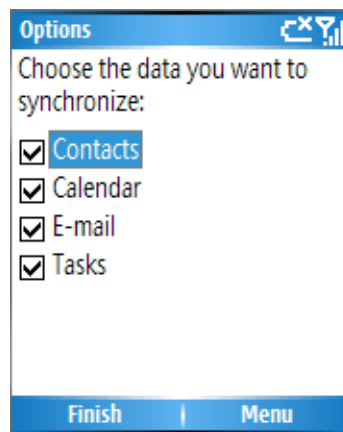 Options
Choose the data you want to
synchronize:
Contacts
Calendar
E-mail
Tasks
Finish Menu